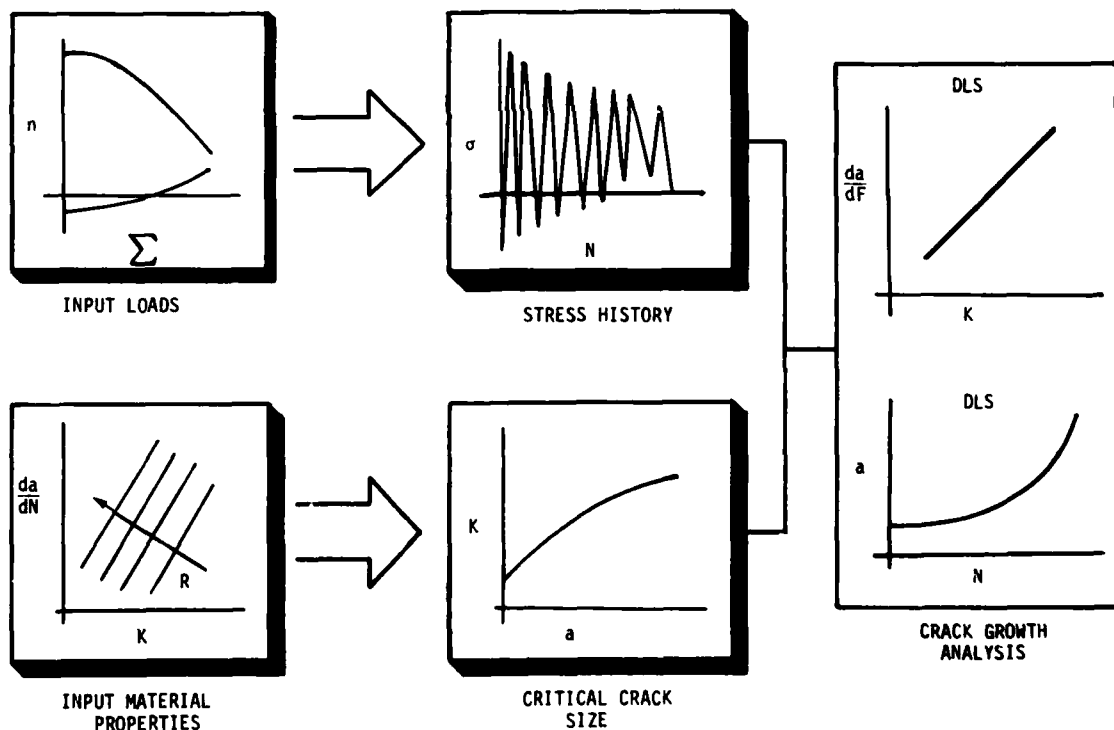 n
Σ
INPUT LOADS
σ
N
STRESS HISTORY
da
dN
R
K
INPUT MATERIAL
PROPERTIES
K
a
CRITICAL CRACK
SIZE
DLS
da
dF
K
DLS
a
N
CRACK GROWTH
ANALYSIS